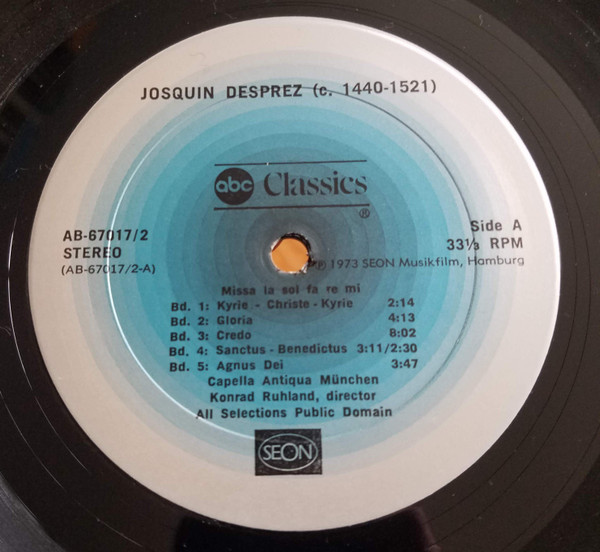 JOSQUIN DESPREZ (c. 1440-1521)
abc Classics
®
AB-67017/2
STEREO
(AB-67017/2-A)
Side A
33⅓ RPM
℗ 1973 SEON Musikfilm, Hamburg
Missa la sol fa re mi
Bd. 1: Kyrie - Christe - Kyrie 2:14
Bd. 2: Gloria 4:13
Bd. 3: Credo 8:02
Bd. 4: Sanctus - Benedictus 3:11/2:30
Bd. 5: Agnus Dei 3:47
Capella Antiqua München
Konrad Ruhland, director
All Selections Public Domain
SEON